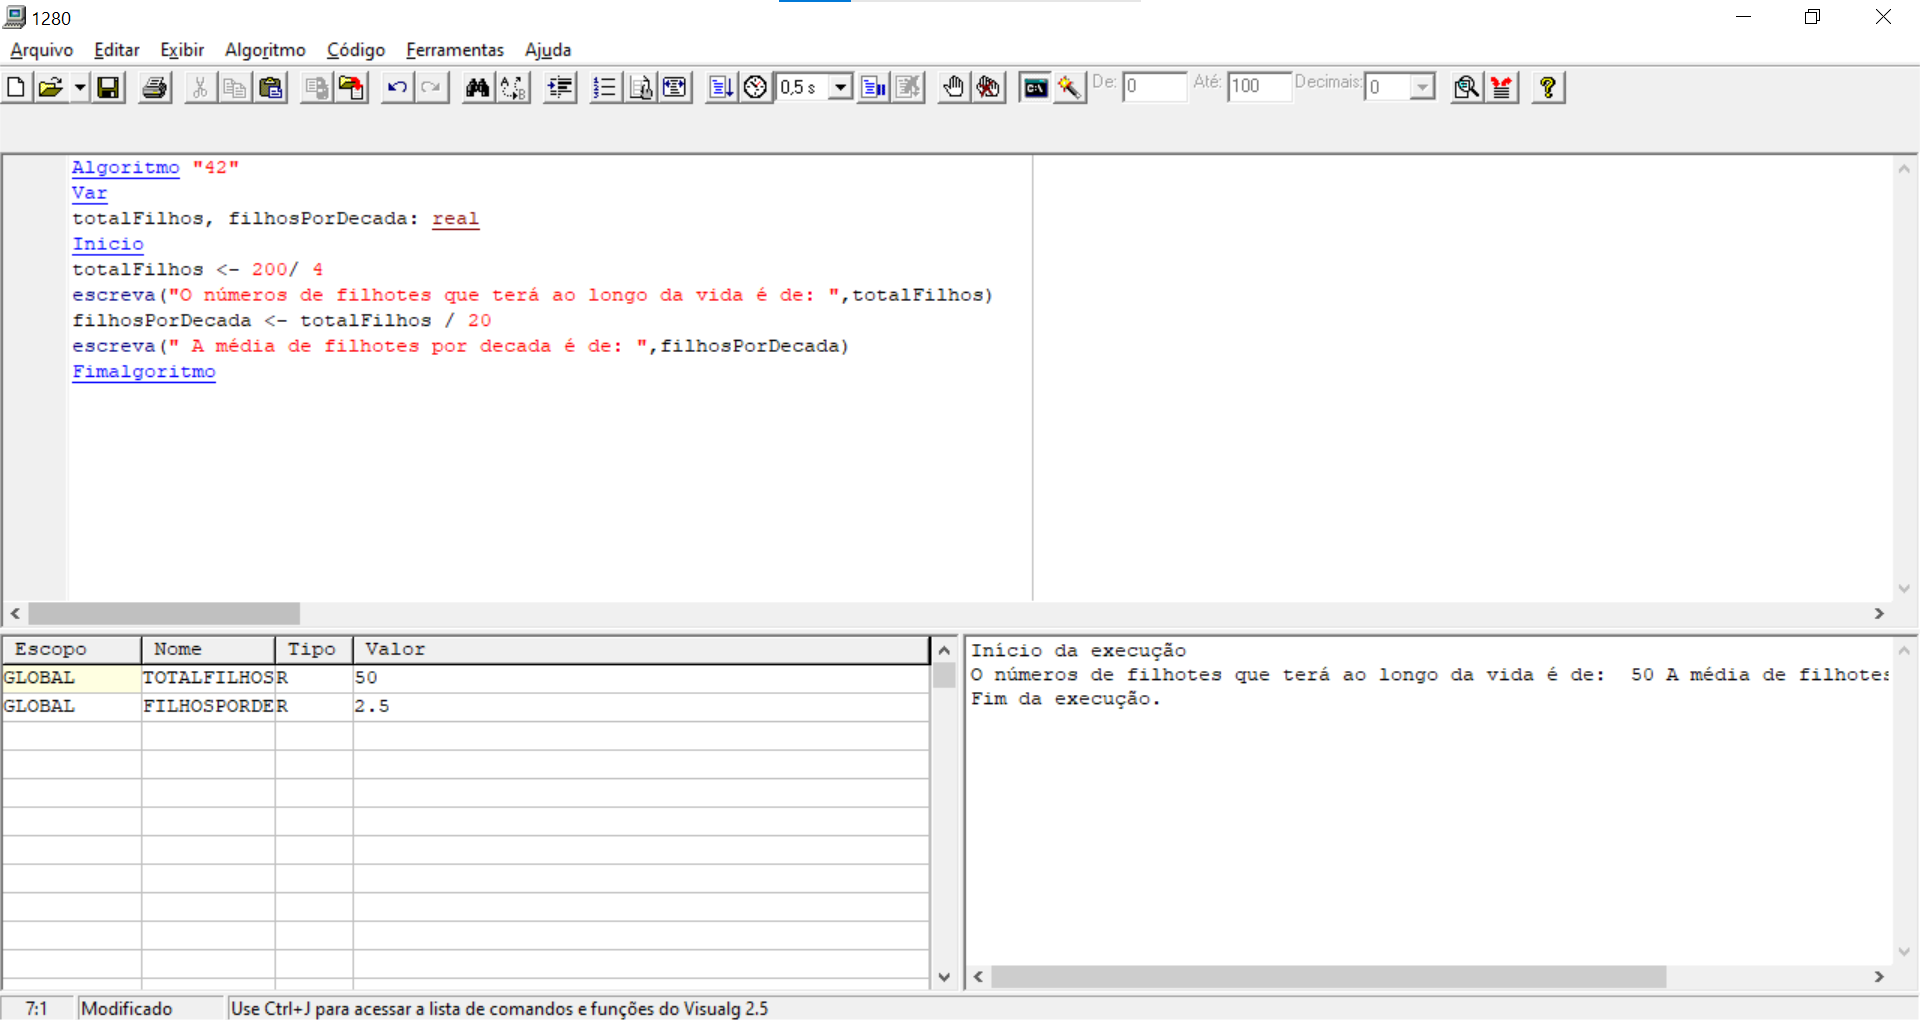 1280
Arquivo Editar Exibir Algoritmo Código Ferramentas Ajuda
0,5 s De: 0 Até: 100 Decimais: 0
Algoritmo "42"
Var
totalFilhos, filhosPorDecada: real
Inicio
totalFilhos <- 200/ 4
escreva("O números de filhotes que terá ao longo da vida é de: ",totalFilhos)
filhosPorDecada <- totalFilhos / 20
escreva(" A média de filhotes por decada é de: ",filhosPorDecada)
Fimalgoritmo
Escopo Nome Tipo Valor
GLOBAL TOTALFILHOS R 50
GLOBAL FILHOSPORDE R 2.5
Início da execução
O números de filhotes que terá ao longo da vida é de:  50 A média de filhotes
Fim da execução.
7:1 Modificado Use Ctrl+J para acessar a lista de comandos e funções do Visualg 2.5